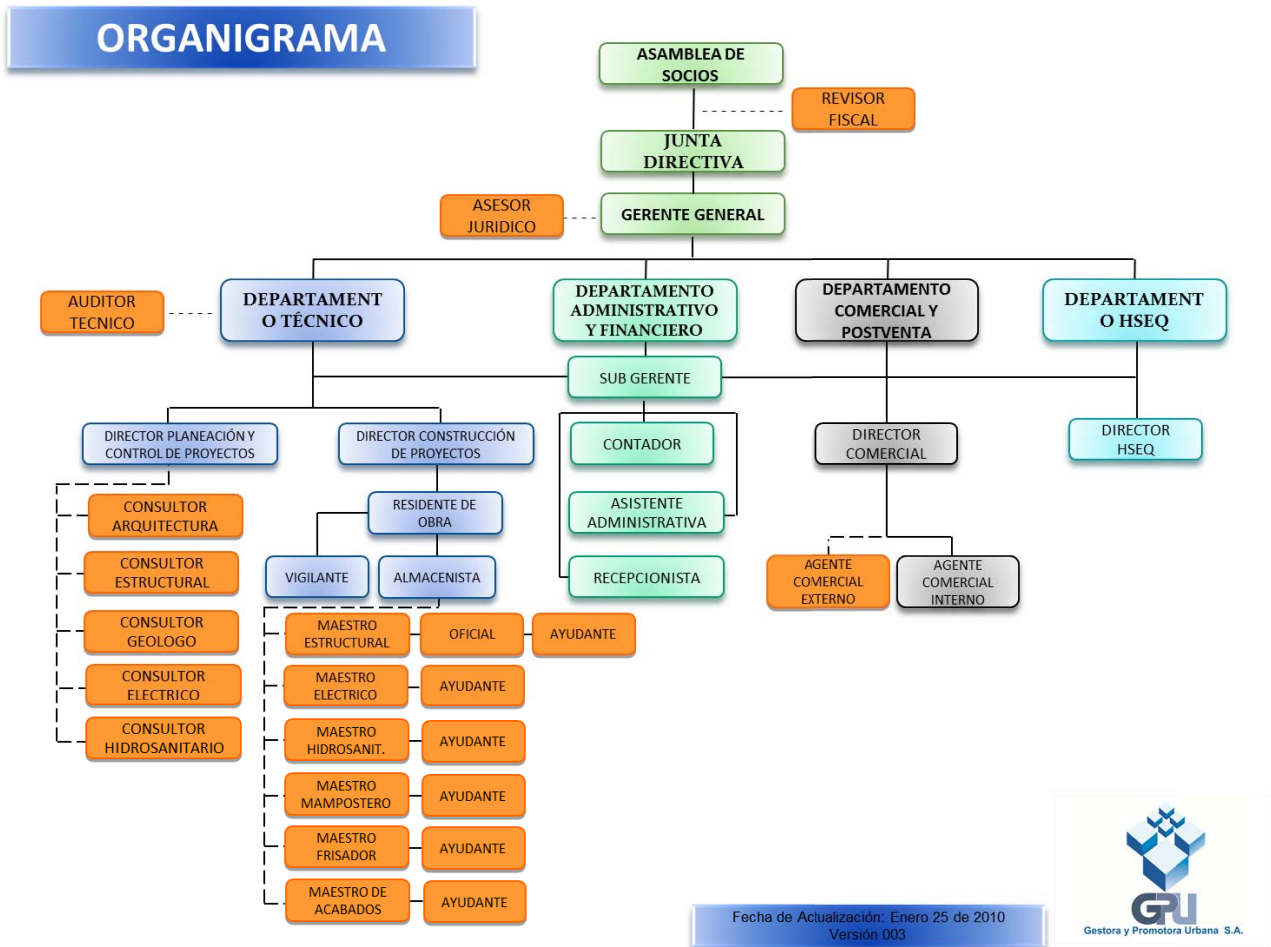 ORGANIGRAMA
ASAMBLEA DE
SOCIOS
REVISOR
FISCAL
JUNTA
DIRECTIVA
ASESOR
JURIDICO
GERENTE GENERAL
AUDITOR
TECNICO
DEPARTAMENT
O TÉCNICO
DEPARTAMENTO
ADMINISTRATIVO
Y FINANCIERO
DEPARTAMENTO
COMERCIAL Y
POSTVENTA
DEPARTAMENT
O HSEQ
SUB GERENTE
DIRECTOR PLANEACIÓN Y
CONTROL DE PROYECTOS
DIRECTOR CONSTRUCCIÓN
DE PROYECTOS
CONTADOR
DIRECTOR
COMERCIAL
DIRECTOR
HSEQ
CONSULTOR
ARQUITECTURA
RESIDENTE DE
OBRA
ASISTENTE
ADMINISTRATIVA
CONSULTOR
ESTRUCTURAL
VIGILANTE
ALMACENISTA
RECEPCIONISTA
AGENTE
COMERCIAL
EXTERNO
AGENTE
COMERCIAL
INTERNO
CONSULTOR
GEOLOGO
MAESTRO
ESTRUCTURAL
OFICIAL
AYUDANTE
CONSULTOR
ELECTRICO
MAESTRO
ELECTRICO
AYUDANTE
CONSULTOR
HIDROSANITARIO
MAESTRO
HIDROSANIT.
AYUDANTE
MAESTRO
MAMPOSTERO
AYUDANTE
MAESTRO
FRISADOR
AYUDANTE
MAESTRO DE
ACABADOS
AYUDANTE
Fecha de Actualización: Enero 25 de 2010
Versión 003
GPU
Gestora y Promotora Urbana S.A.